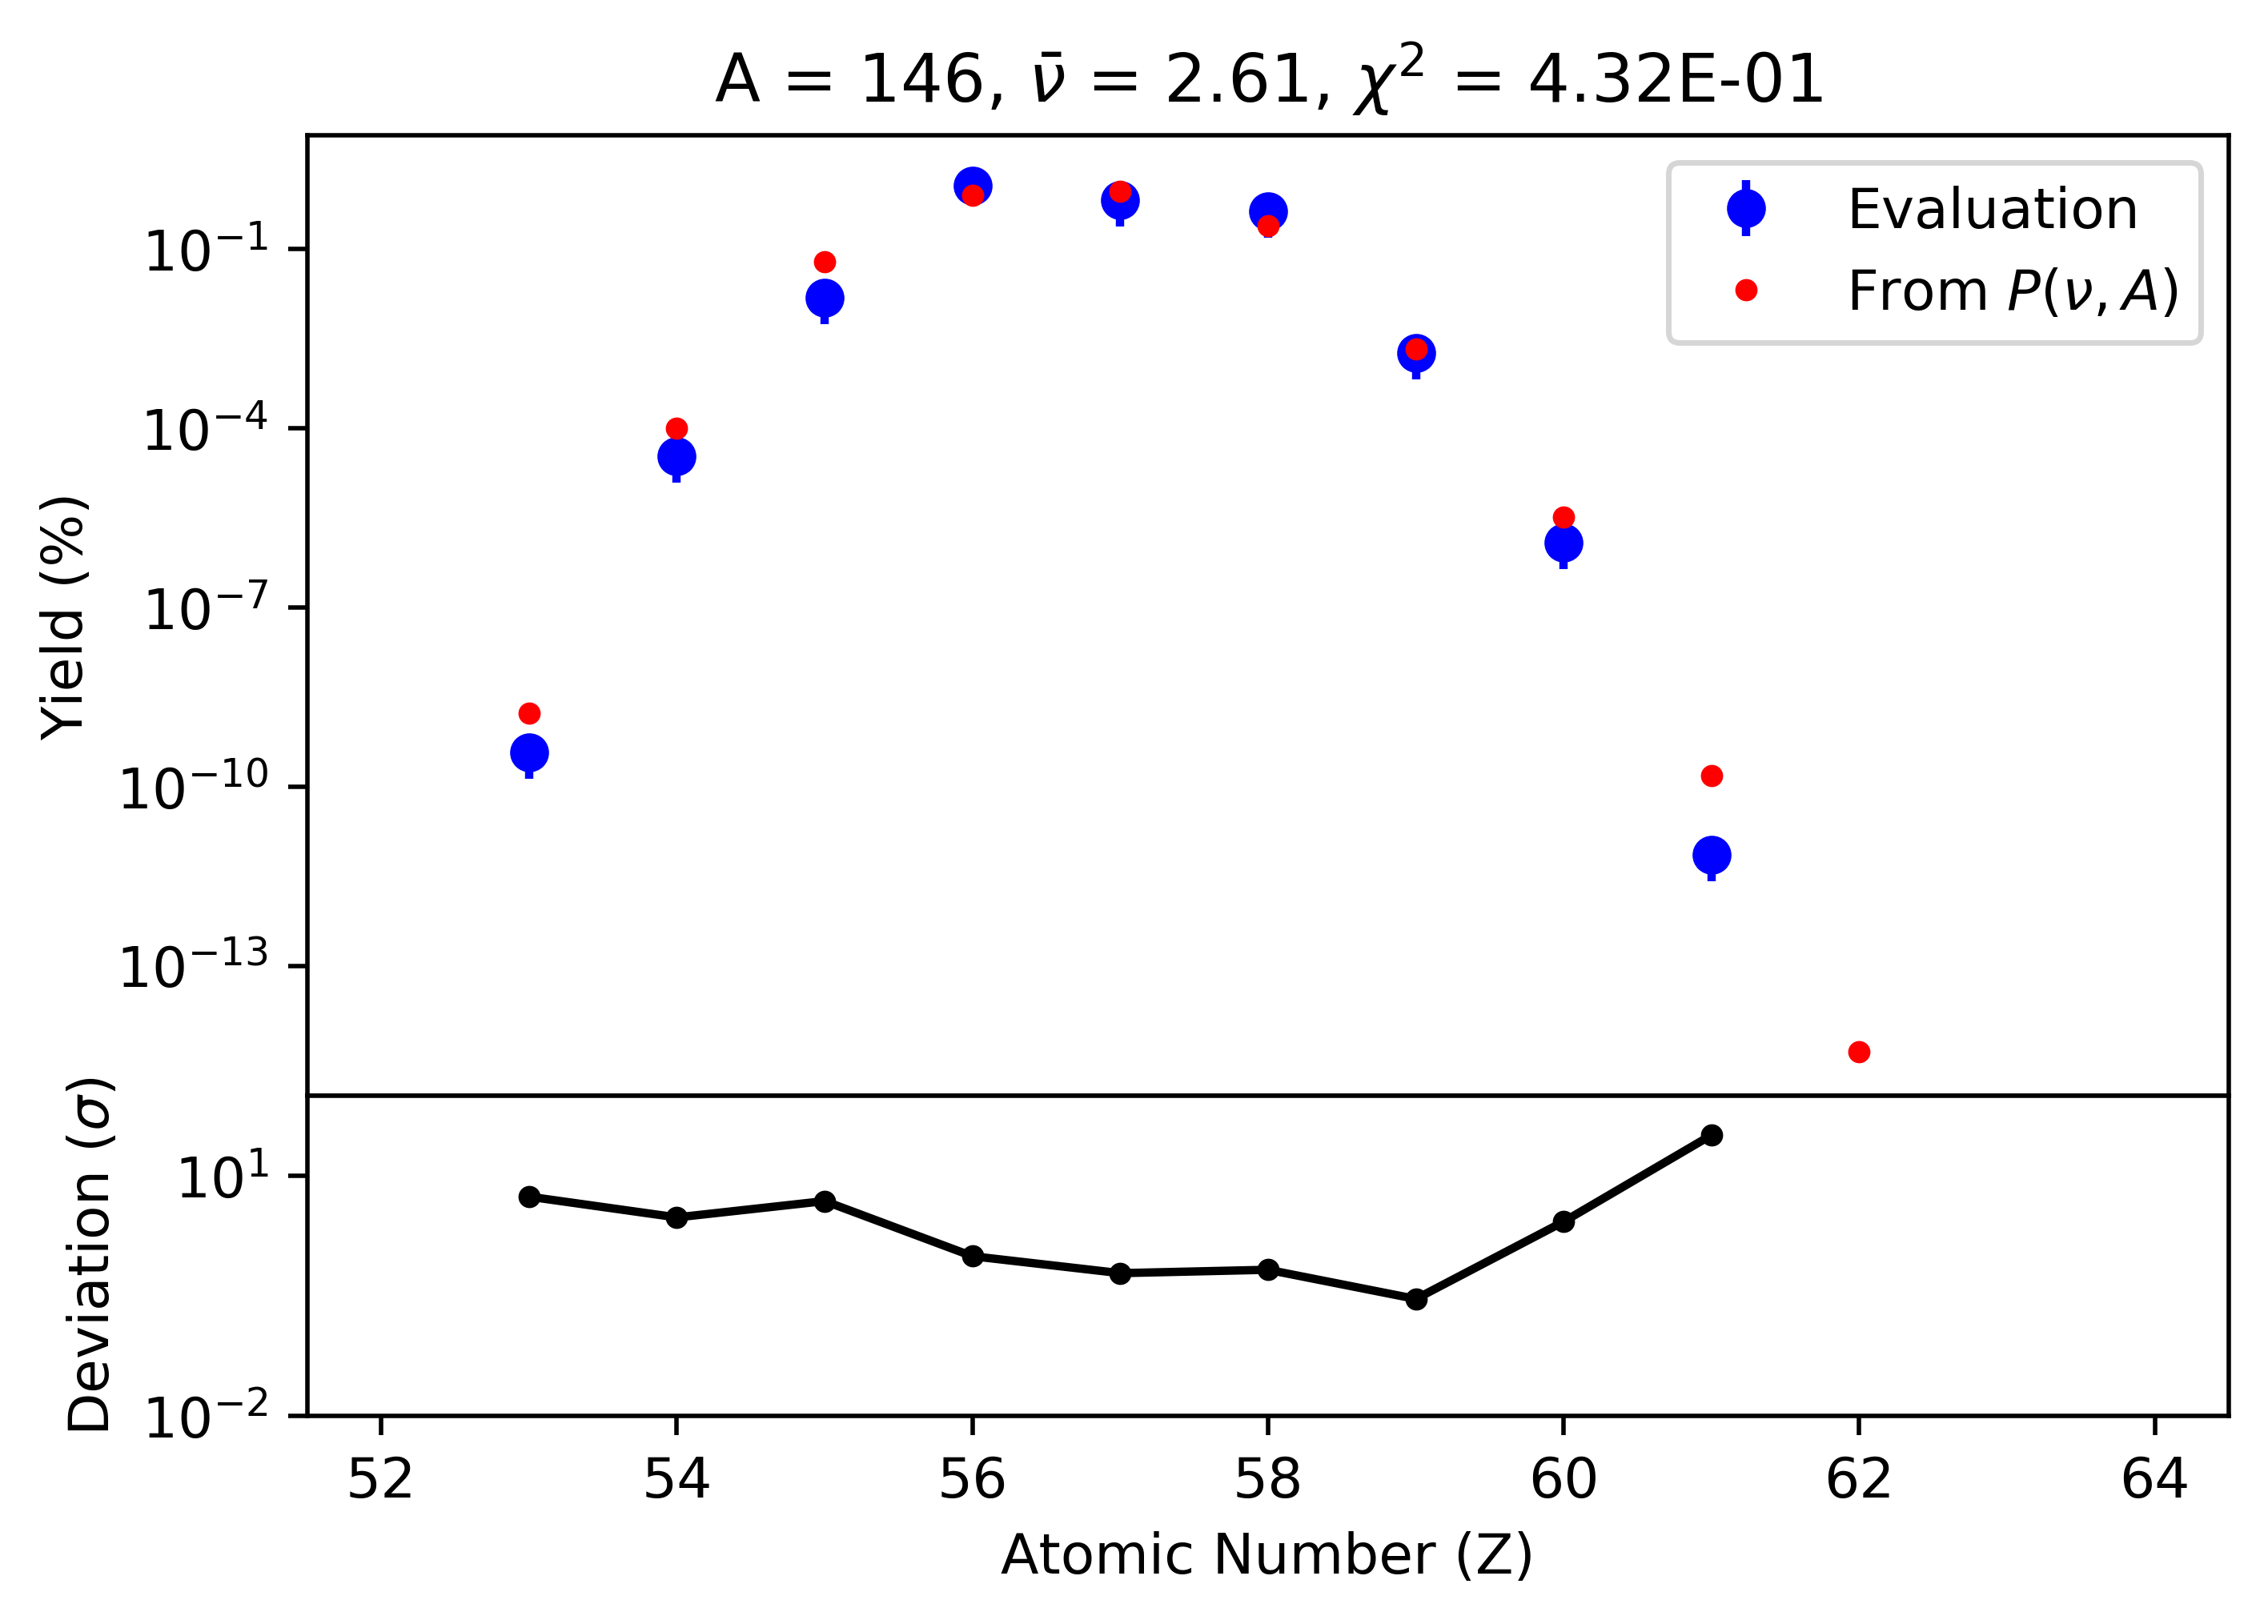 A = 146, ν̄ = 2.61, χ² = 4.32E-01
Evaluation
From P(ν, A)
Yield (%)
10⁻¹
10⁻⁴
10⁻⁷
10⁻¹⁰
10⁻¹³
Deviation (σ)
10¹
10⁻²
52 54 56 58 60 62 64
Atomic Number (Z)